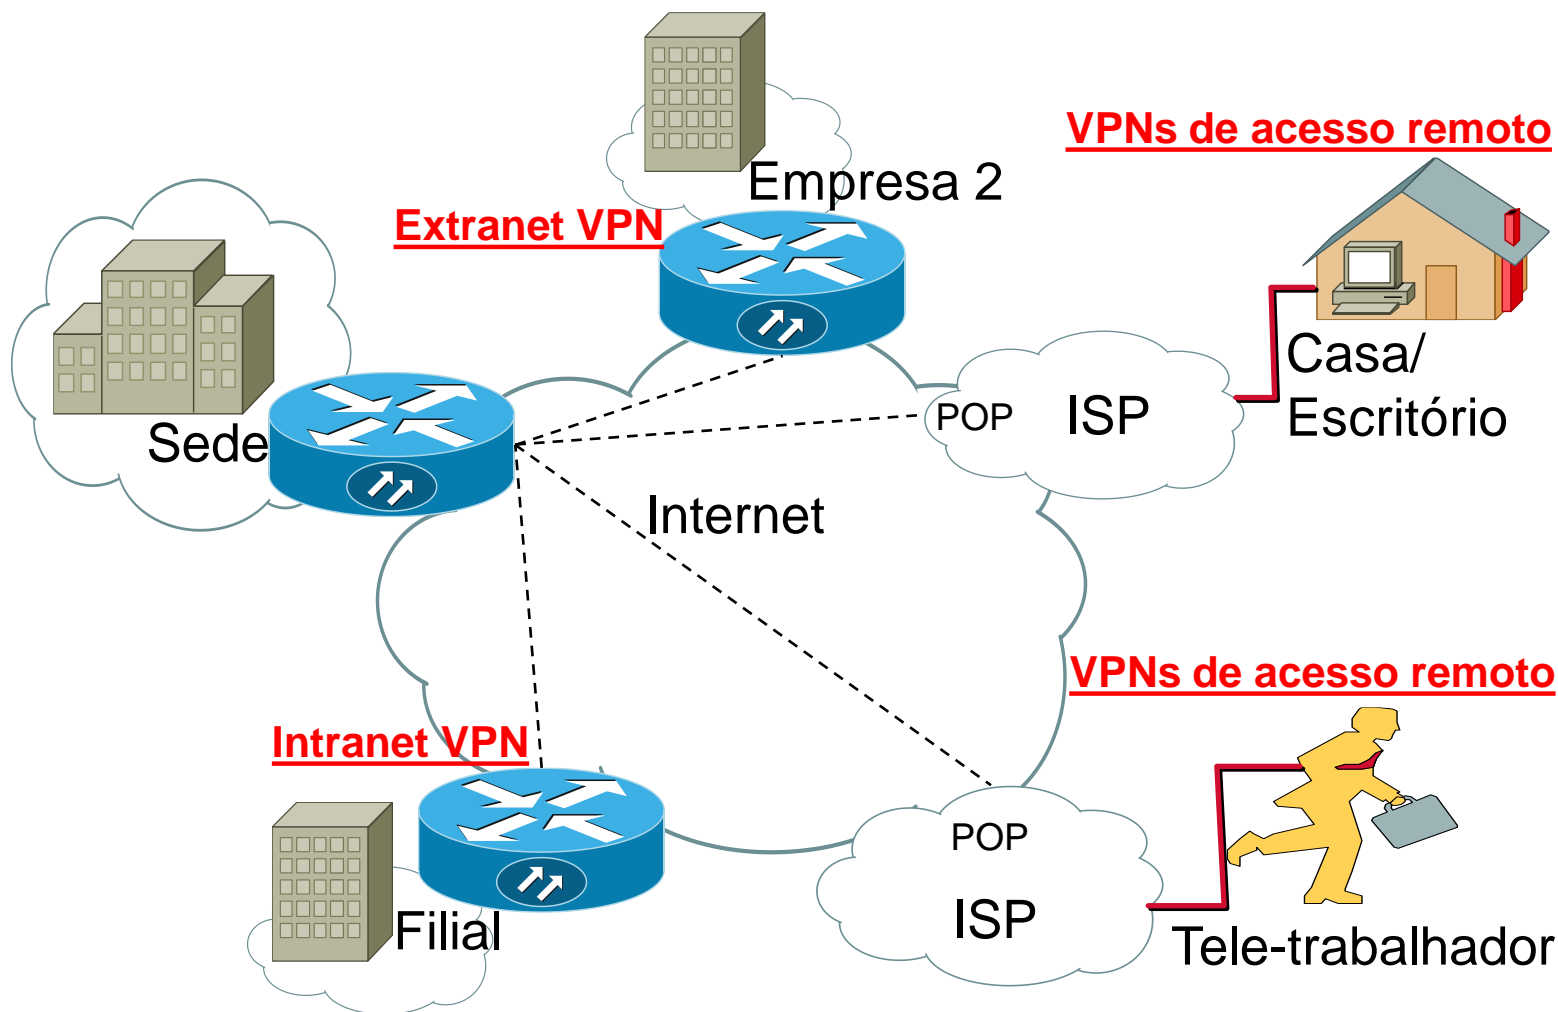 VPNs de acesso remoto
Empresa 2
Extranet VPN
Casa/
Escritório
POP
ISP
Sede
Internet
VPNs de acesso remoto
Intranet VPN
POP
ISP
Filial
Tele-trabalhador